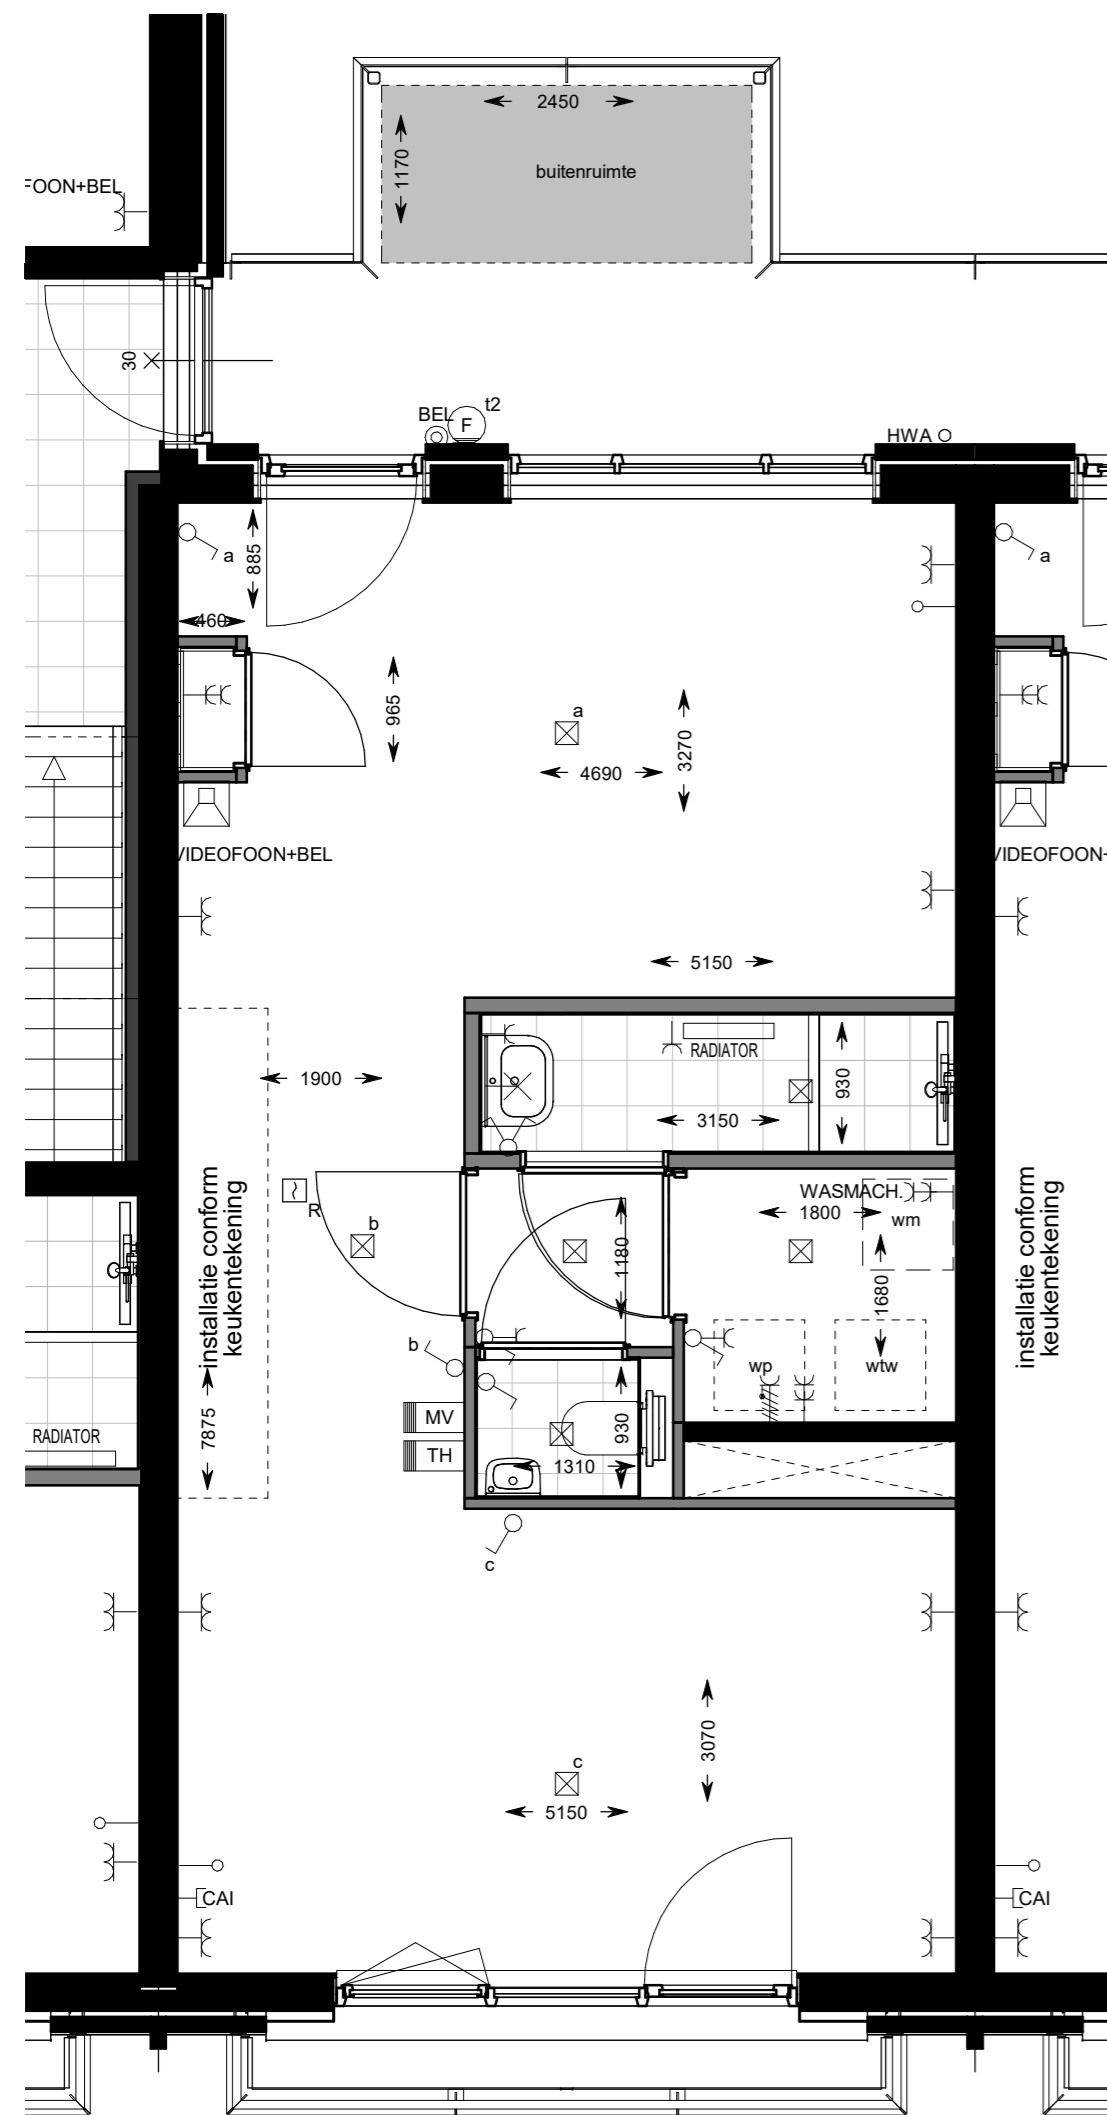 2450
1170
buitenruimte
FOON+BEL
30
BEL
F
t2
HWA
a
885
a
460
965
a
4690
3270
VIDEOFOON+BEL
VIDEOFOON+
5150
1900
RADIATOR
930
3150
installatie conform
keukentekening
R
b
1180
WASMACH.
1800
wm
1680
installatie conform
keukentekening
b
wp
wtw
7875
MV
TH
930
1310
RADIATOR
c
3070
c
5150
CAI
CAI